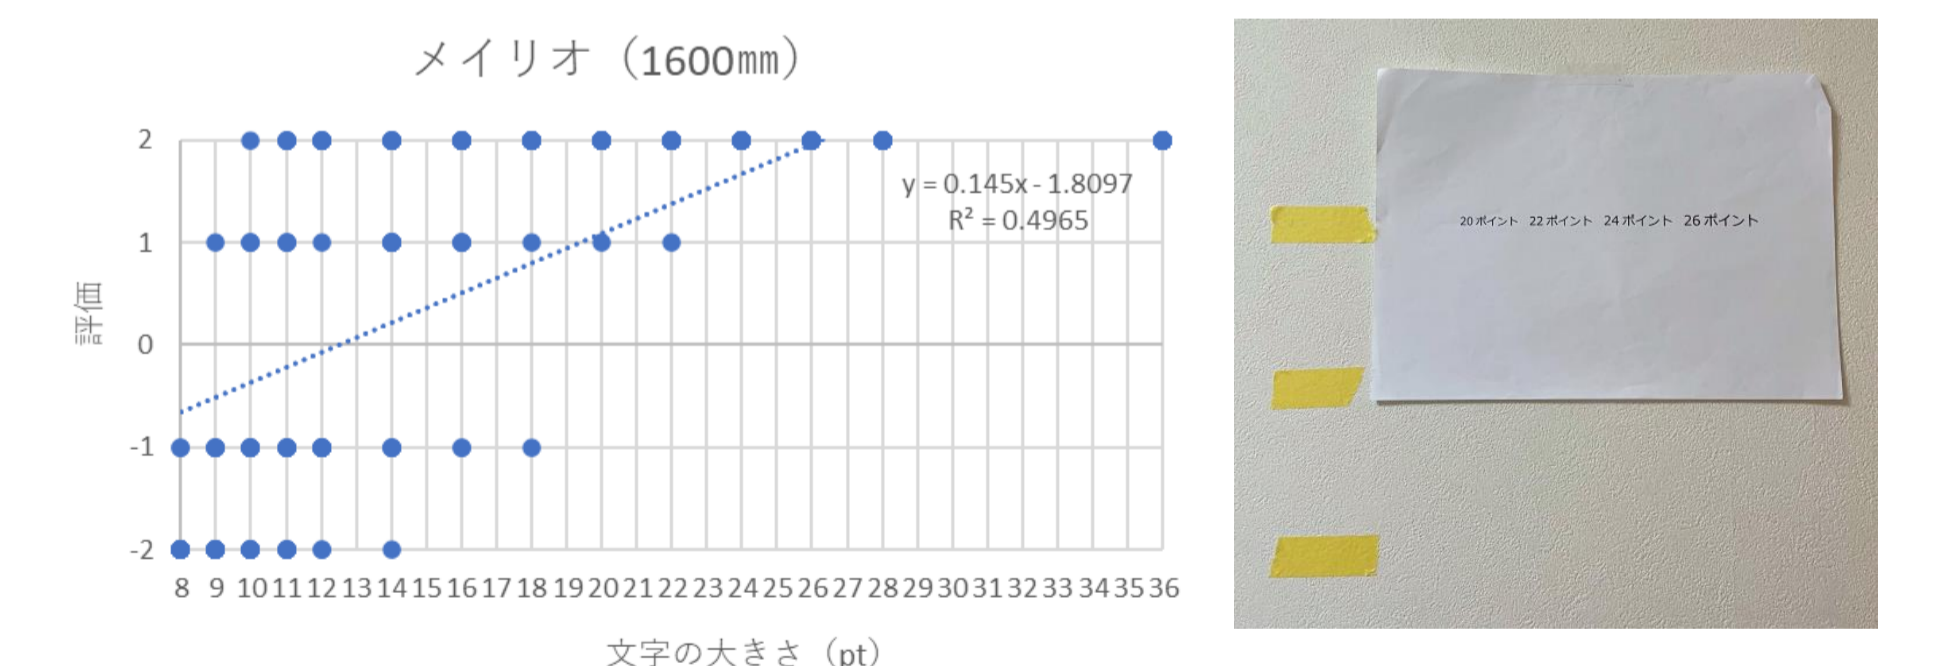 メイリオ（1600㎜）
2
1
0
-1
-2
評価
y = 0.145x - 1.8097
R² = 0.4965
8 9 10 11 12 13 14 15 16 17 18 19 20 21 22 23 24 25 26 27 28 29 30 31 32 33 34 35 36
文字の大きさ（pt）
20ポイント 22ポイント 24ポイント 26ポイント